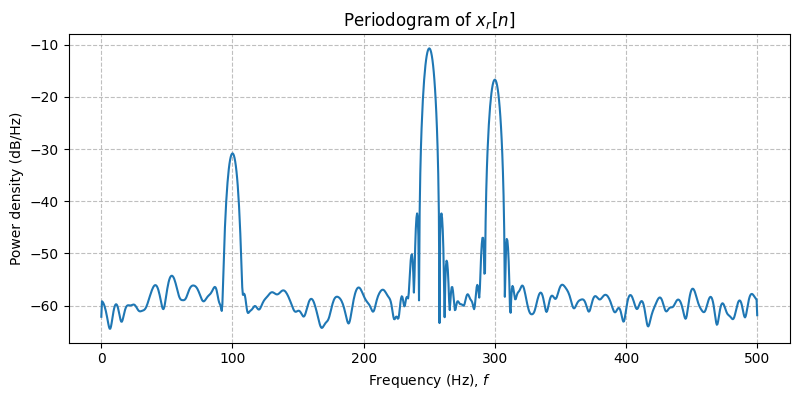 Periodogram of $x_r[n]$
Power density (dB/Hz)
−10
−20
−30
−40
−50
−60
0 100 200 300 400 500
Frequency (Hz), $f$